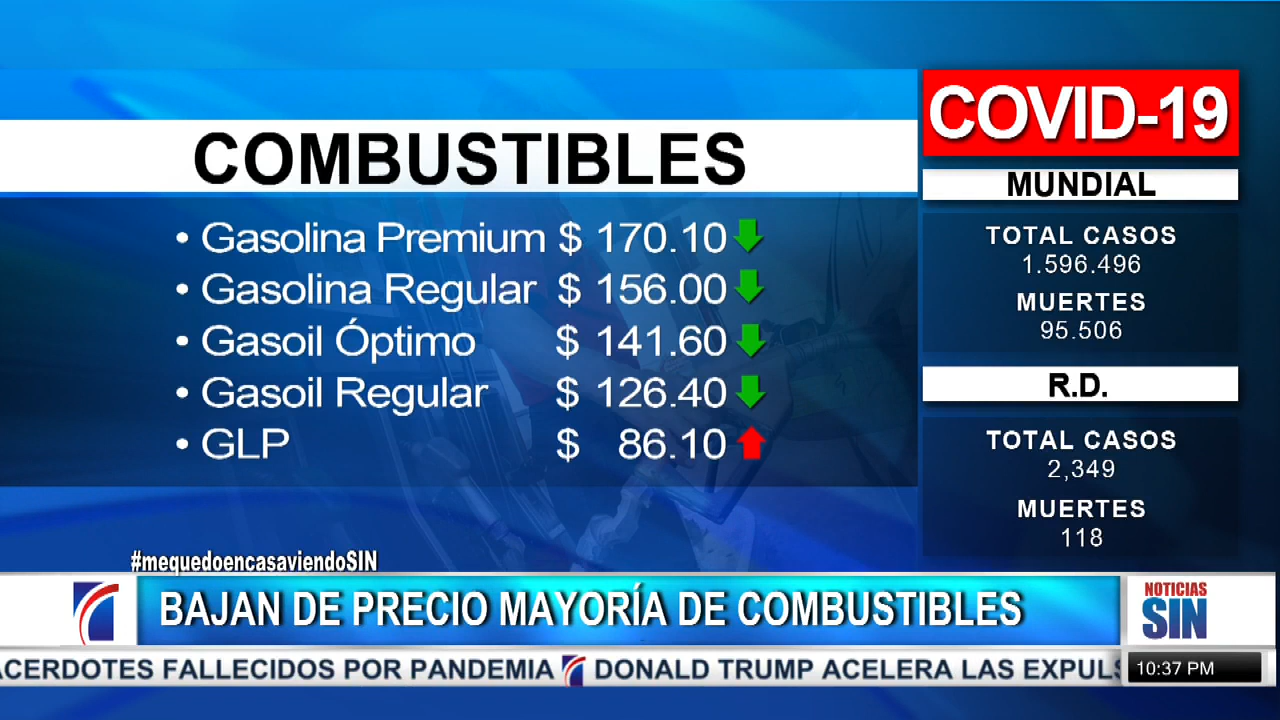 COMBUSTIBLES
• Gasolina Premium $ 170.10
• Gasolina Regular $ 156.00
• Gasoil Óptimo $ 141.60
• Gasoil Regular $ 126.40
• GLP $ 86.10
COVID-19
MUNDIAL
TOTAL CASOS
1.596.496
MUERTES
95.506
R.D.
TOTAL CASOS
2,349
MUERTES
118
#mequedoencasaviendoSIN
BAJAN DE PRECIO MAYORÍA DE COMBUSTIBLES
NOTICIAS
SIN
ACERDOTES FALLECIDOS POR PANDEMIA DONALD TRUMP ACELERA LAS EXPULS
10:37 PM